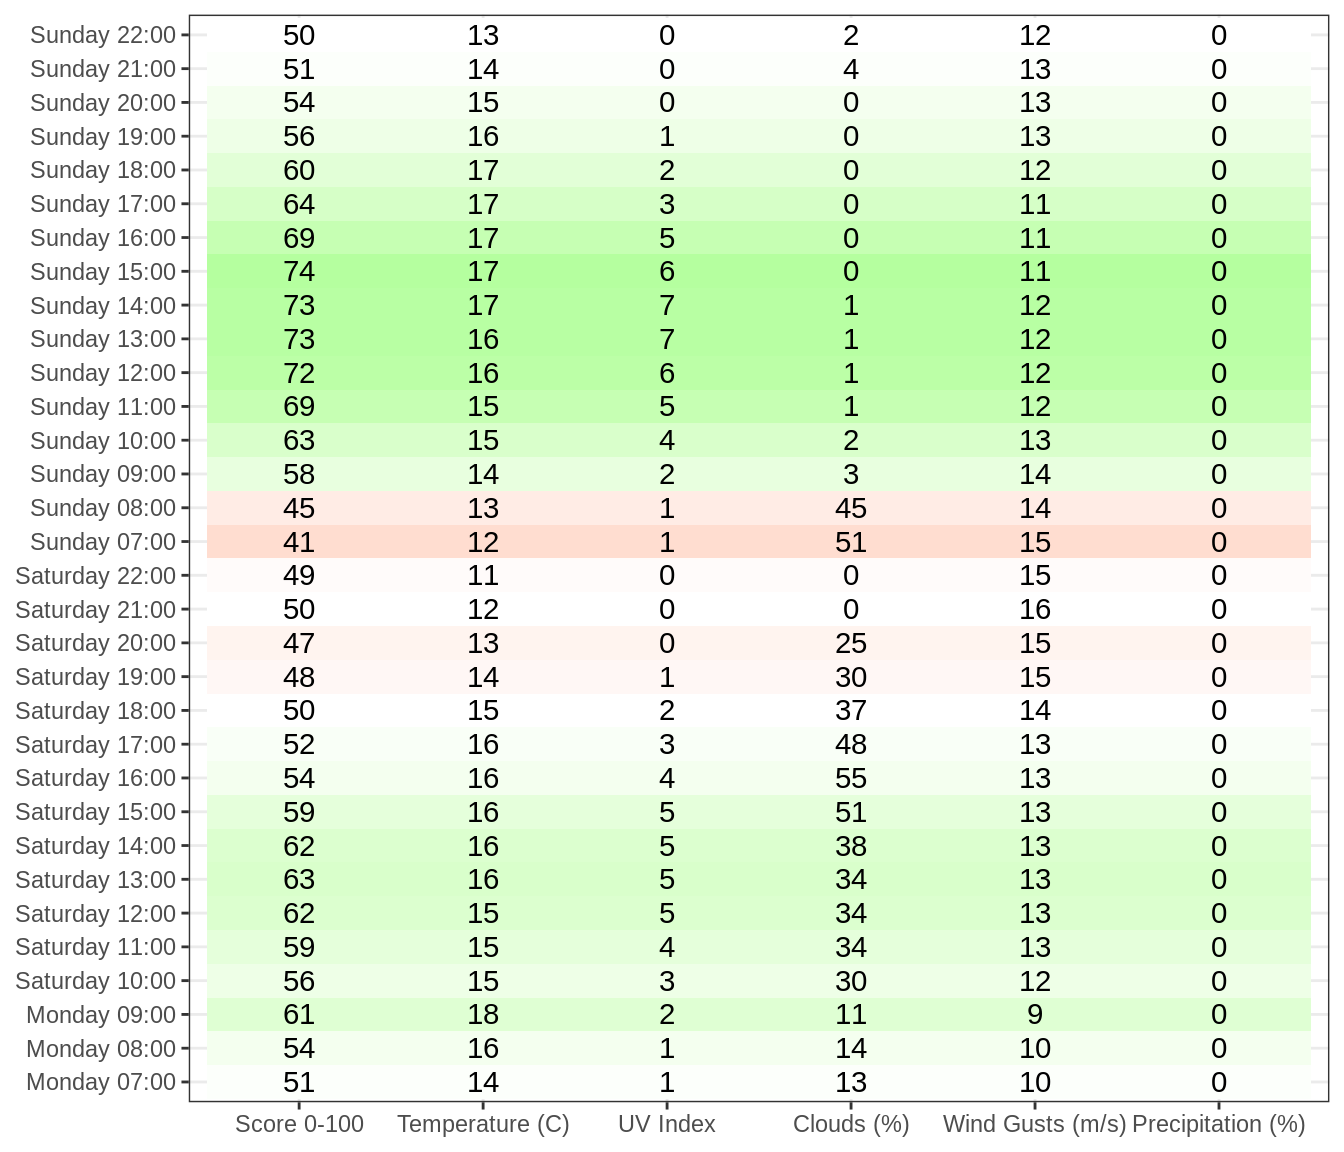 Sunday 22:00 50 13 0 2 12 0
Sunday 21:00 51 14 0 4 13 0
Sunday 20:00 54 15 0 0 13 0
Sunday 19:00 56 16 1 0 13 0
Sunday 18:00 60 17 2 0 12 0
Sunday 17:00 64 17 3 0 11 0
Sunday 16:00 69 17 5 0 11 0
Sunday 15:00 74 17 6 0 11 0
Sunday 14:00 73 17 7 1 12 0
Sunday 13:00 73 16 7 1 12 0
Sunday 12:00 72 16 6 1 12 0
Sunday 11:00 69 15 5 1 12 0
Sunday 10:00 63 15 4 2 13 0
Sunday 09:00 58 14 2 3 14 0
Sunday 08:00 45 13 1 45 14 0
Sunday 07:00 41 12 1 51 15 0
Saturday 22:00 49 11 0 0 15 0
Saturday 21:00 50 12 0 0 16 0
Saturday 20:00 47 13 0 25 15 0
Saturday 19:00 48 14 1 30 15 0
Saturday 18:00 50 15 2 37 14 0
Saturday 17:00 52 16 3 48 13 0
Saturday 16:00 54 16 4 55 13 0
Saturday 15:00 59 16 5 51 13 0
Saturday 14:00 62 16 5 38 13 0
Saturday 13:00 63 16 5 34 13 0
Saturday 12:00 62 15 5 34 13 0
Saturday 11:00 59 15 4 34 13 0
Saturday 10:00 56 15 3 30 12 0
Monday 09:00 61 18 2 11 9 0
Monday 08:00 54 16 1 14 10 0
Monday 07:00 51 14 1 13 10 0
Score 0-100 Temperature (C) UV Index Clouds (%) Wind Gusts (m/s) Precipitation (%)